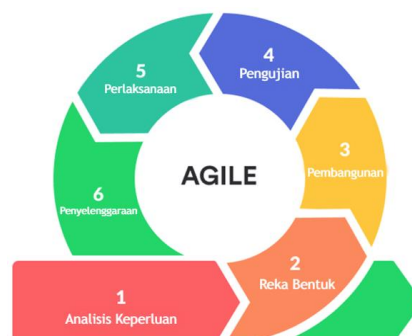 AGILE
1
Analisis Keperluan
2
Reka Bentuk
3
Pembangunan
4
Pengujian
5
Perlaksanaan
6
Penyelenggaraan